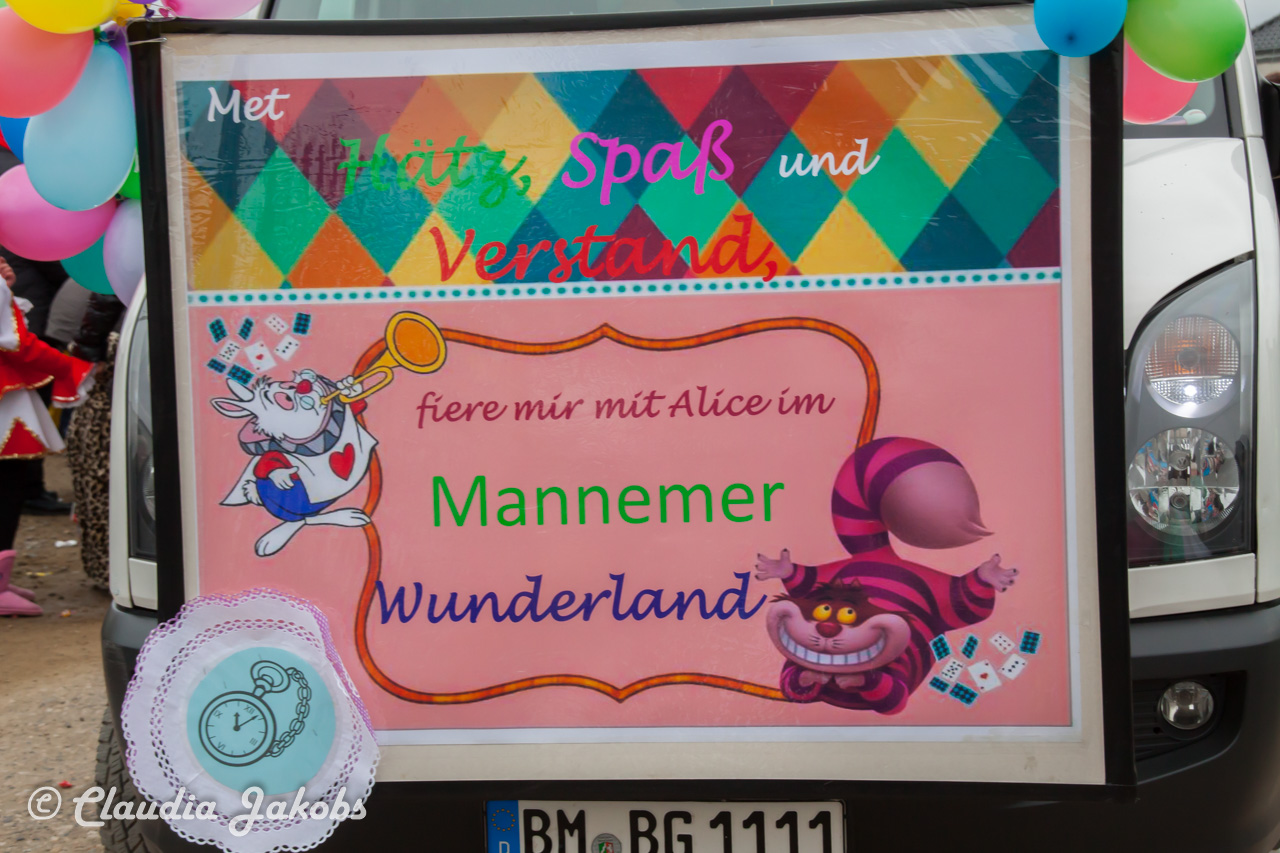 Met
Hätz, Spaß und
Verstand,
fiere mir mit Alice im
Mannemer
Wunderland
© Claudia Jakobs
BM BG 1111
D